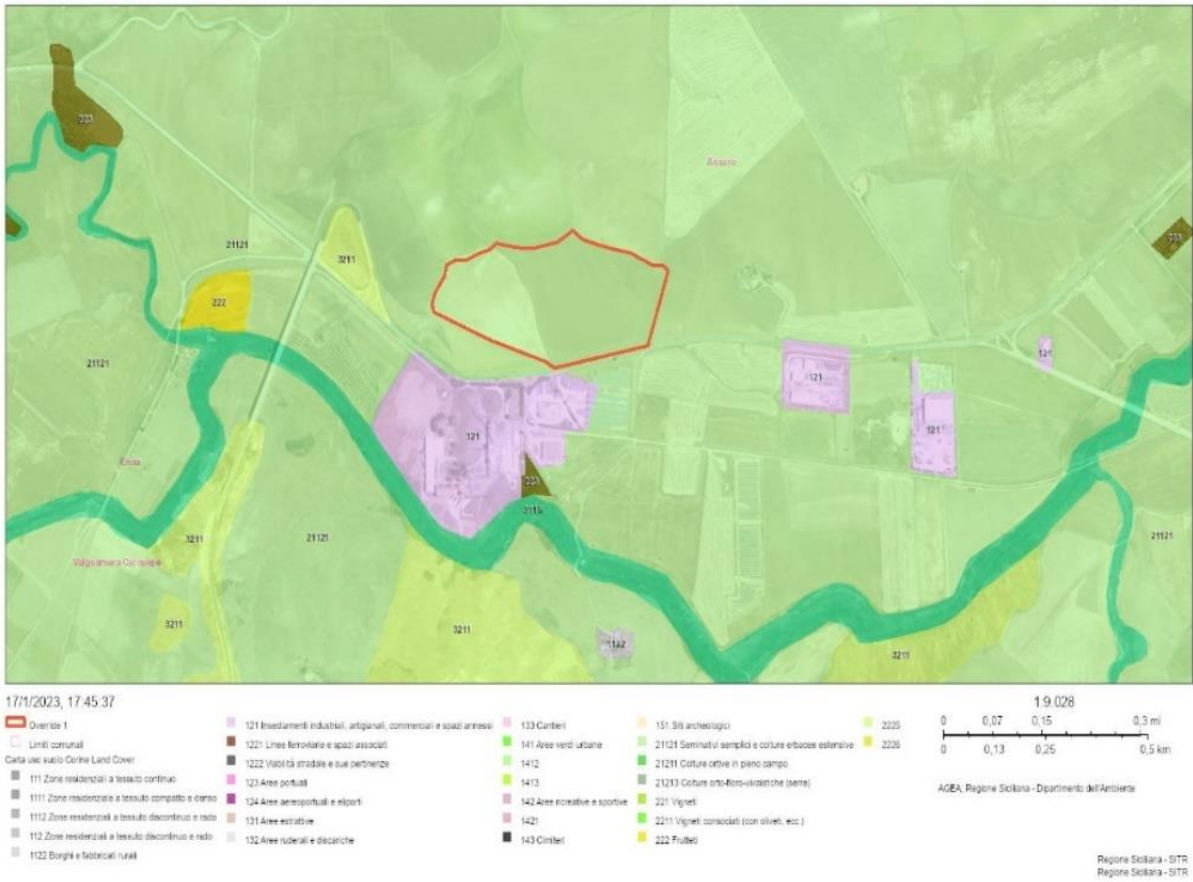 223
Assoro
223
21121
3211
222
21121
121
121
121
121
Enna
223
3116
21121
3211
Valguarnera Caropepe
21121
3211
3211
1122
3211
17/1/2023, 17:45:37
Override 1
Limiti comunali
Carta uso suolo Corine Land Cover
111 Zone residenziali a tessuto continuo
1111 Zone residenziale a tessuto compatto e denso
1112 Zone residenziali a tessuto discontinuo e rado
112 Zone residenziali a tessuto discontinuo e rado
1122 Borghi e fabbricati rurali
121 Insediamenti industriali, artigianali, commerciali e spazi annessi
1221 Linee ferroviarie e spazi associati
1222 Viabilità stradale e sue pertinenze
123 Aree portuali
124 Aree aereoportuali ed eliporti
131 Aree estrattive
132 Aree ruderali e discariche
133 Cantieri
141 Aree verdi urbane
1412
1413
142 Aree ricreative e sportive
1421
143 Cimiteri
151 Siti archeologici
21121 Seminativi semplici e colture erbacee estensive
21211 Colture ortive in pieno campo
21213 Colture orto-floro-vivaistiche (serre)
221 Vigneti
2211 Vigneti consociati (con oliveti, ecc.)
222 Frutteti
2225
2226
1:9.028
0 0,07 0,15 0,3 mi
0 0,13 0,25 0,5 km
AGEA, Regione Siciliana - Dipartimento dell'Ambiente
Regione Siciliana - SITR
Regione Siciliana - SITR